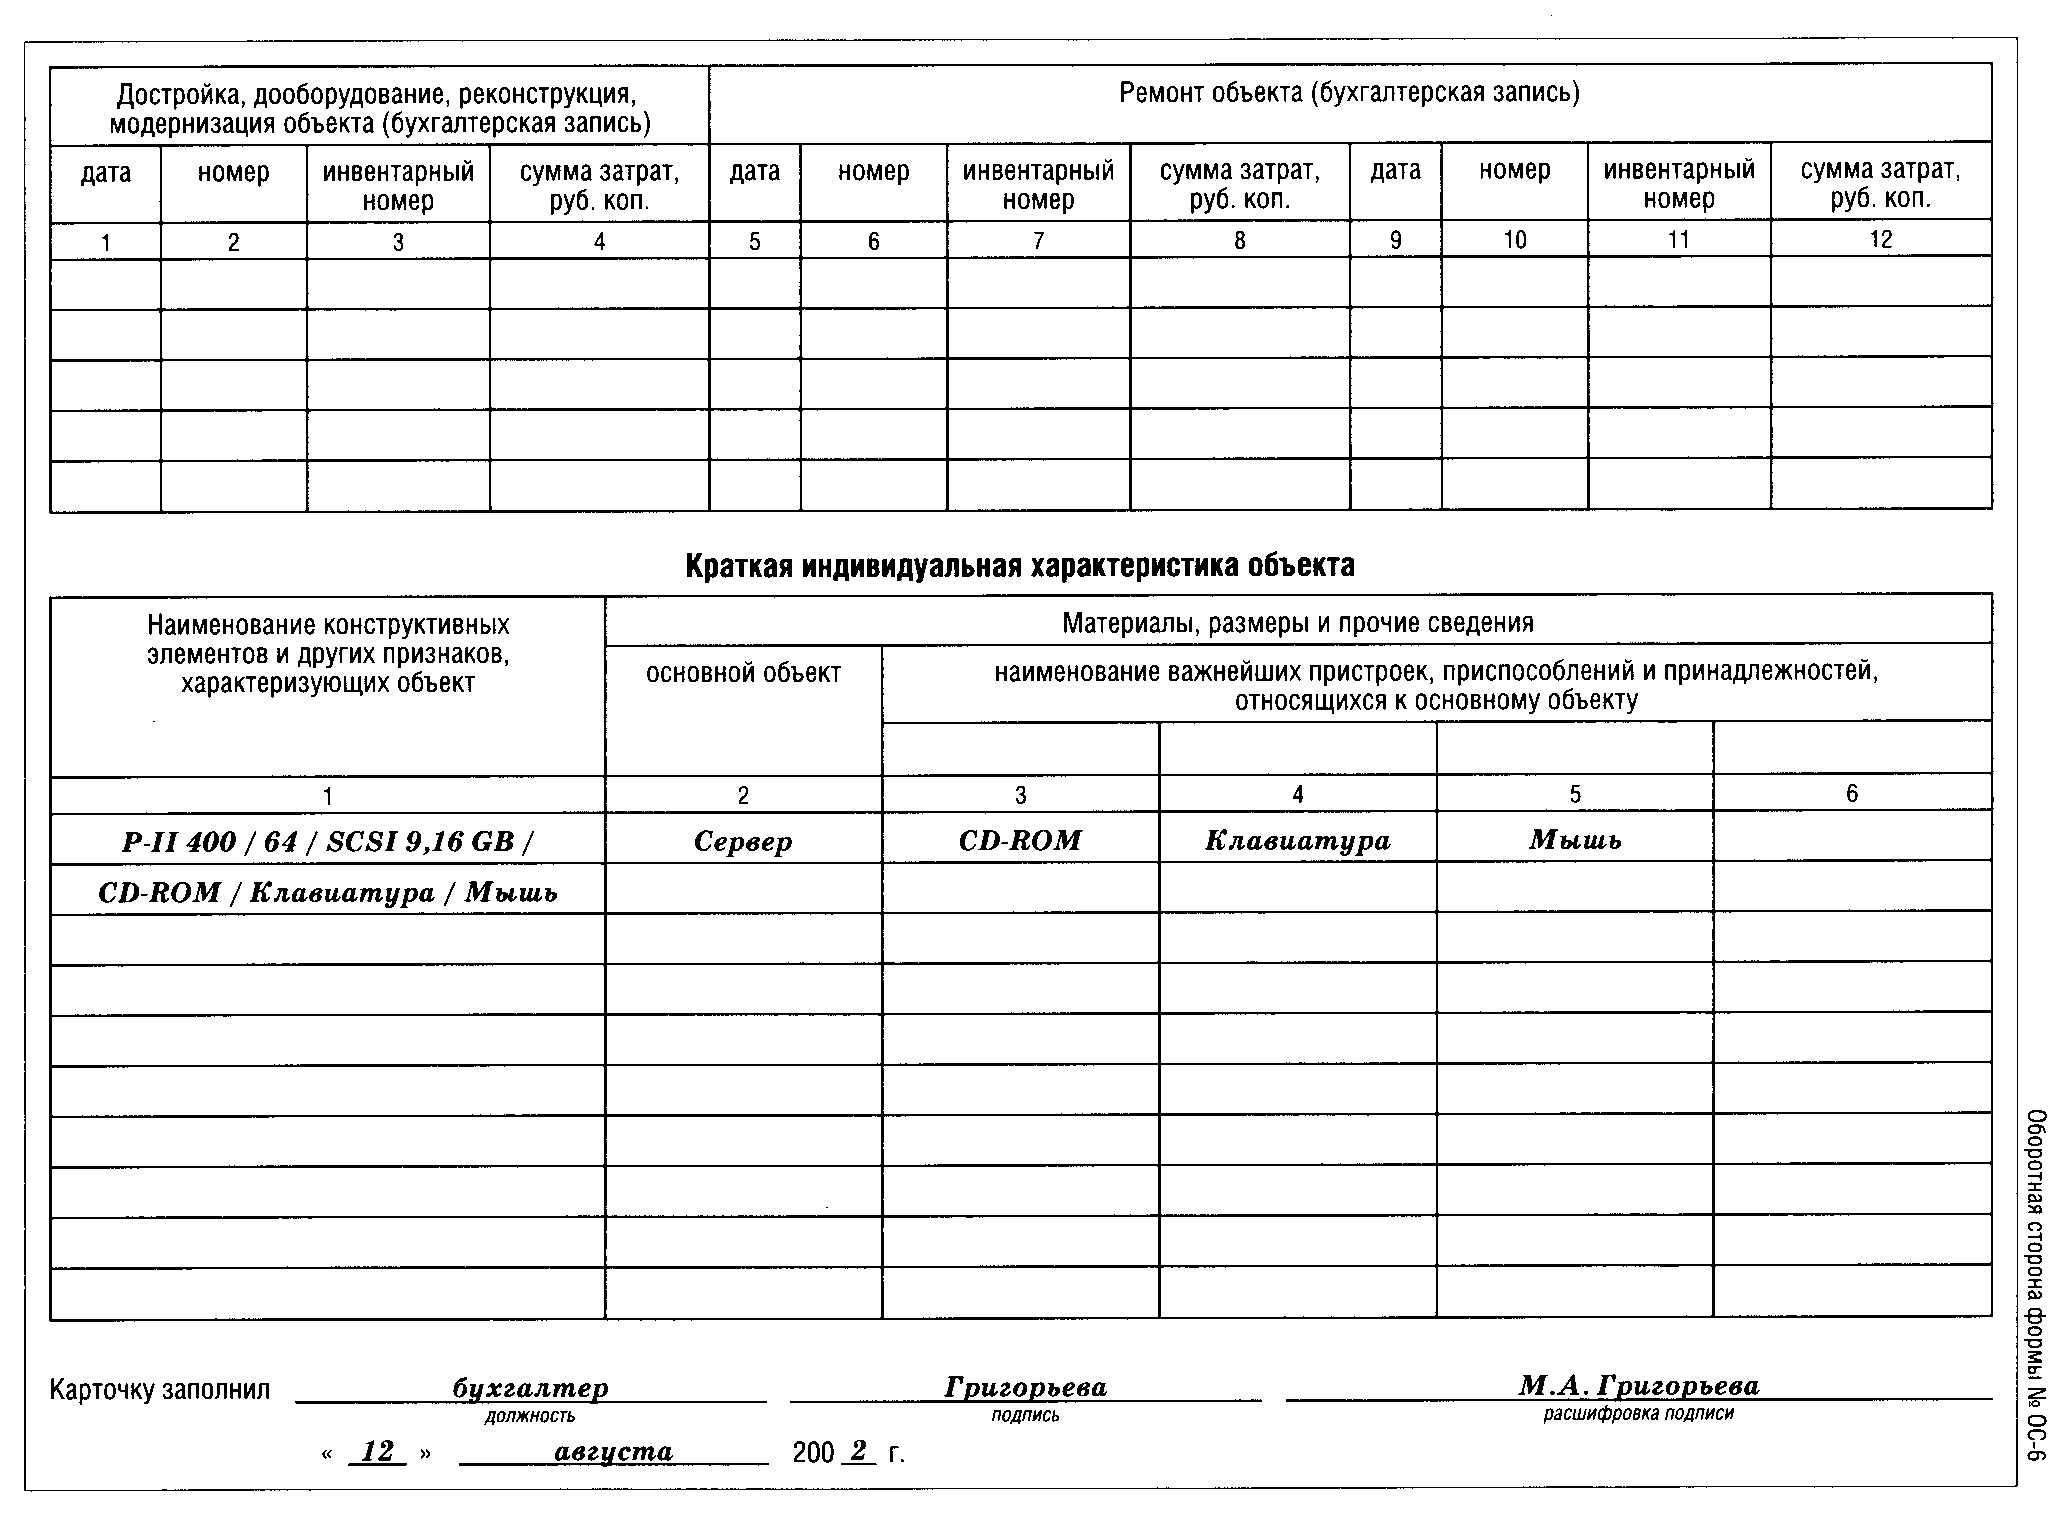 Достройка, дооборудование, реконструкция,
модернизация объекта (бухгалтерская запись)
Ремонт объекта (бухгалтерская запись)
дата номер инвентарный номер сумма затрат, руб. коп. дата номер инвентарный номер сумма затрат, руб. коп. дата номер инвентарный номер сумма затрат, руб. коп.
1 2 3 4 5 6 7 8 9 10 11 12
Краткая индивидуальная характеристика объекта
Наименование конструктивных
элементов и других признаков,
характеризующих объект
Материалы, размеры и прочие сведения
основной объект
наименование важнейших пристроек, приспособлений и принадлежностей,
относящихся к основному объекту
1 2 3 4 5 6
P-II 400 / 64 / SCSI 9,16 GB / Сервер CD-ROM Клавиатура Мышь
CD-ROM / Клавиатура / Мышь
Карточку заполнил бухгалтер Григорьева М.А. Григорьева
должность подпись расшифровка подписи
« 12 » августа 200 2 г.
Оборотная сторона формы № ОС-6